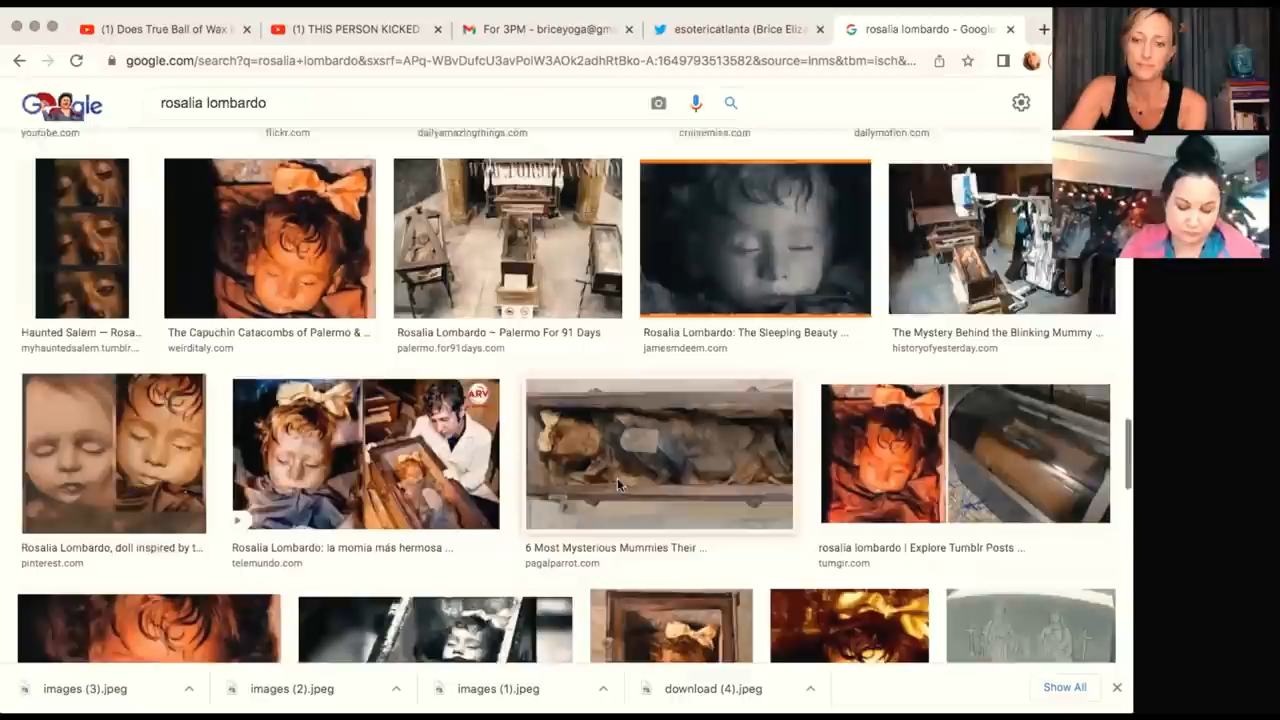 (1) Does True Ball of Wax
(1) THIS PERSON KICKED
For 3PM - briceyoga@gm
esotericatlanta (Brice Eliza
rosalia lombardo - Google
google.com/search?q=rosalia+lombardo&sxsrf=APq-WBvDufcU3avPolW3AOk2adhRtBko-A:1649793513582&source=lnms&tbm=isch&...
Google
rosalia lombardo
youtube.com
flickr.com
dailyamazingthings.com
crimemine.com
dailymotion.com
Haunted Salem — Rosa...
The Capuchin Catacombs of Palermo & ...
Rosalia Lombardo ~ Palermo For 91 Days
Rosalia Lombardo: The Sleeping Beauty ...
The Mystery Behind the Blinking Mummy ...
myhauntedsalem.tumblr...
weirditaly.com
palermo.for91days.com
jamesmdeem.com
historyofyesterday.com
ARV
Rosalia Lombardo, doll inspired by t...
Rosalia Lombardo: la momia más hermosa ...
6 Most Mysterious Mummies Their ...
rosalia lombardo | Explore Tumblr Posts ...
pinterest.com
telemundo.com
pagalparrot.com
tumgir.com
images (3).jpeg
images (2).jpeg
images (1).jpeg
download (4).jpeg
Show All